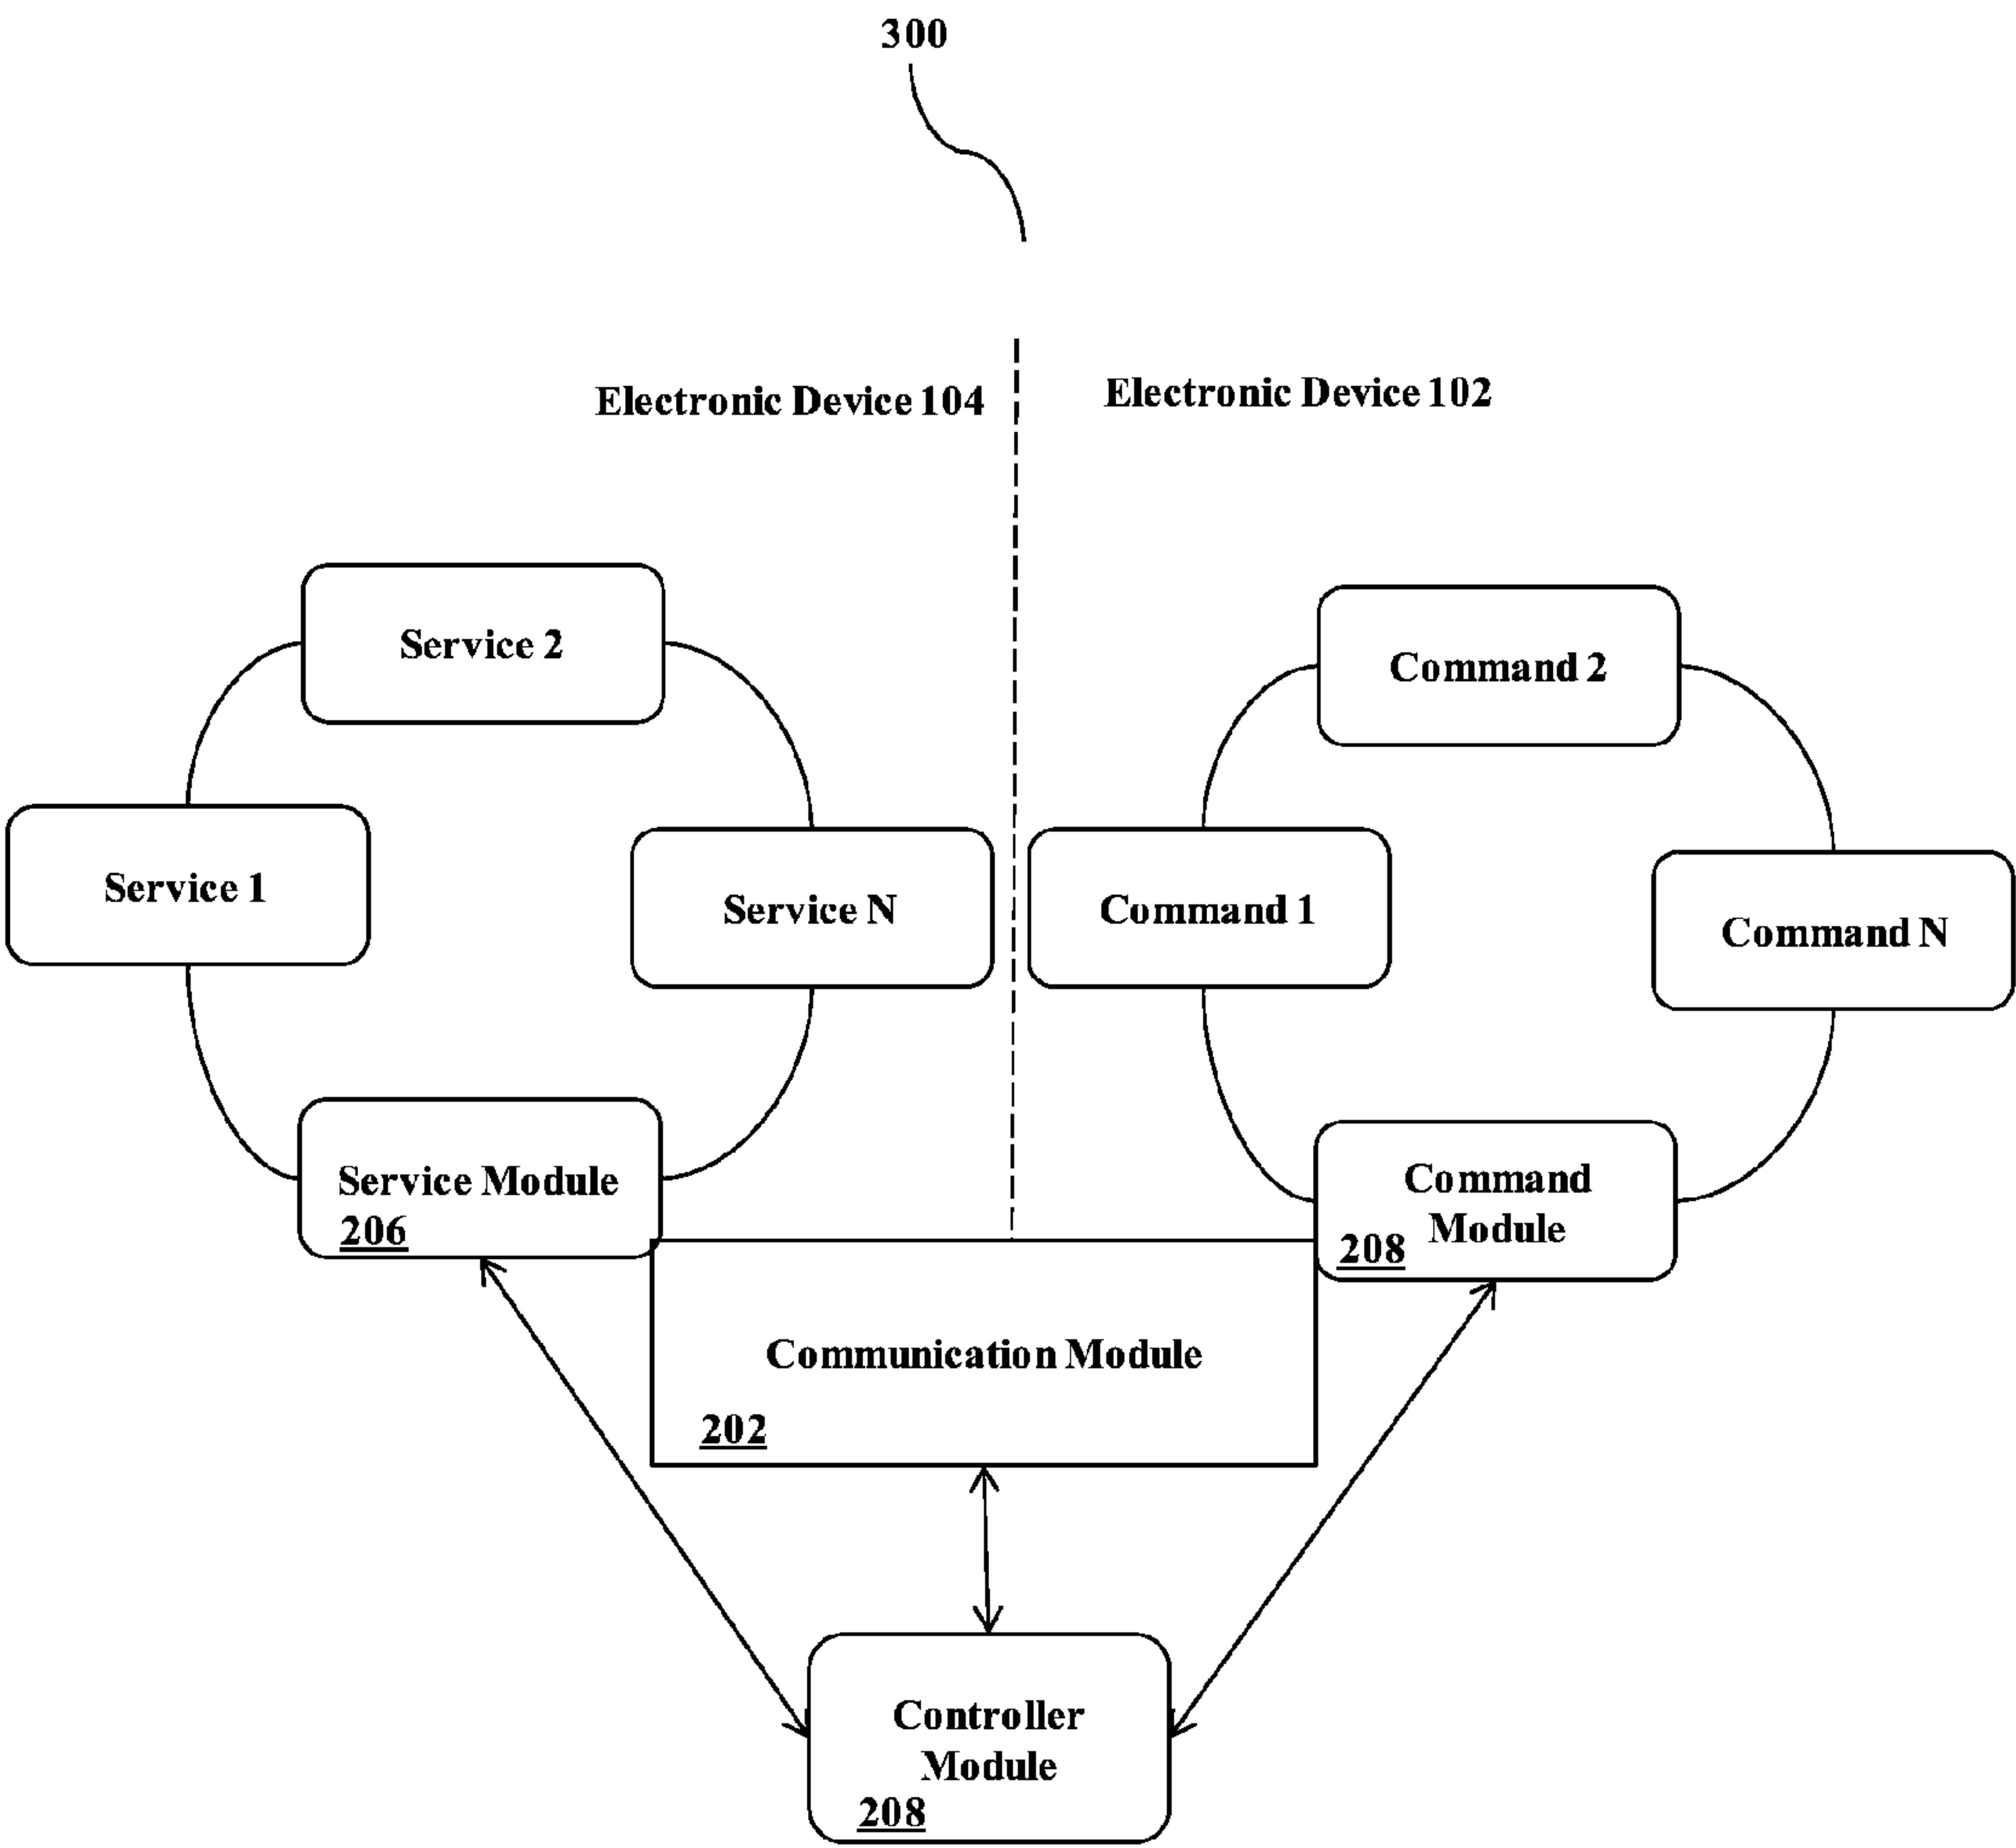 300
Electronic Device 104
Electronic Device 102
Service 2
Command 2
Service 1
Service N
Command 1
Command N
Service Module
206
Command
Module
208
Communication Module
202
Controller
Module
208